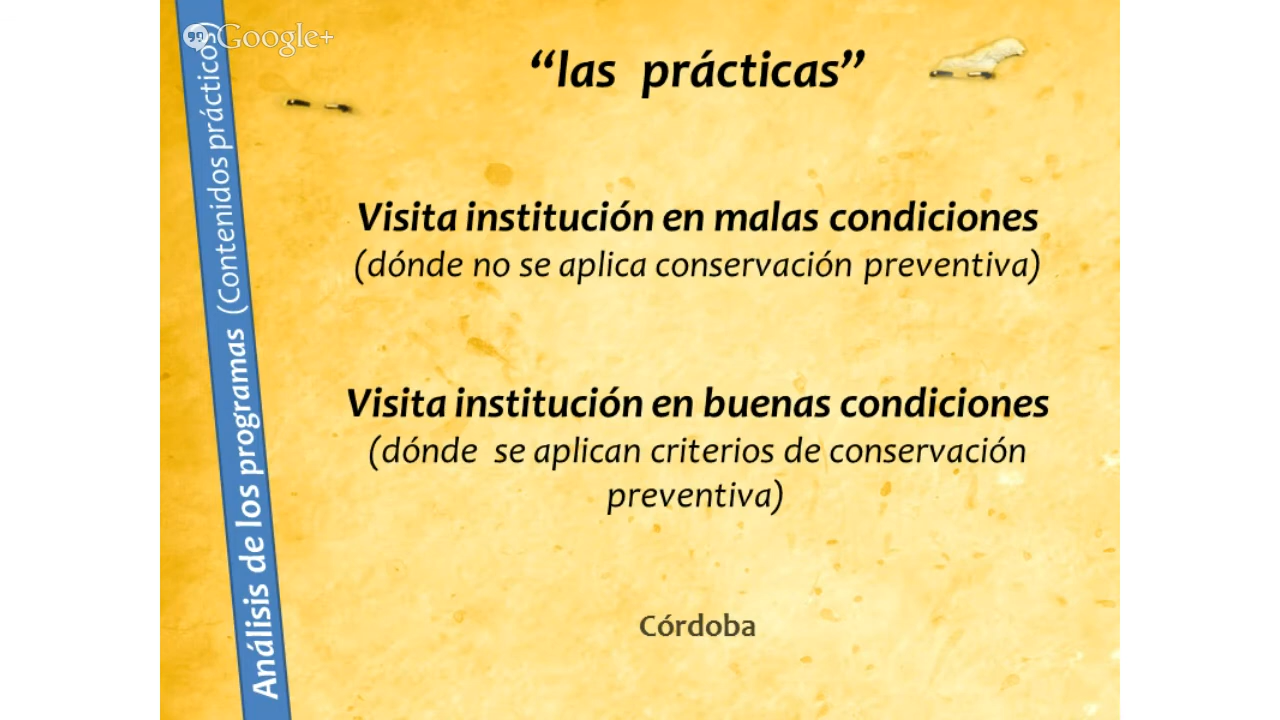 Google+
“las prácticas”
Visita institución en malas condiciones
(dónde no se aplica conservación preventiva)
Visita institución en buenas condiciones
(dónde se aplican criterios de conservación
preventiva)
Córdoba
Análisis de los programas (Contenidos prácticos)